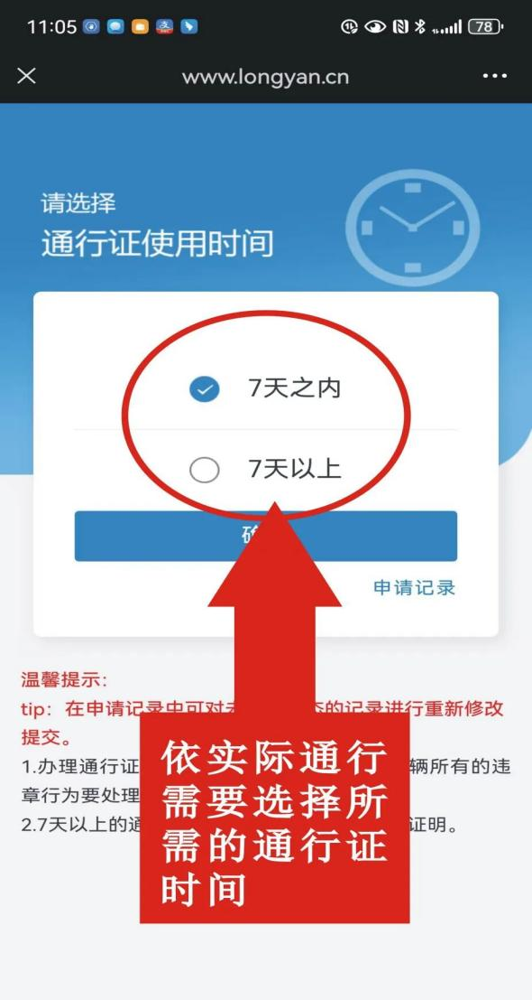 11:05
78
www.longyan.cn
请选择
通行证使用时间
7天之内
7天以上
确
申请记录
温馨提示:
tip：在申请记录中可对
的记录进行重新修改
提交。
1.办理通行证
辆所有的违
章行为要处理
2.7天以上的通
证明。
依实际通行
需要选择所
需的通行证
时间